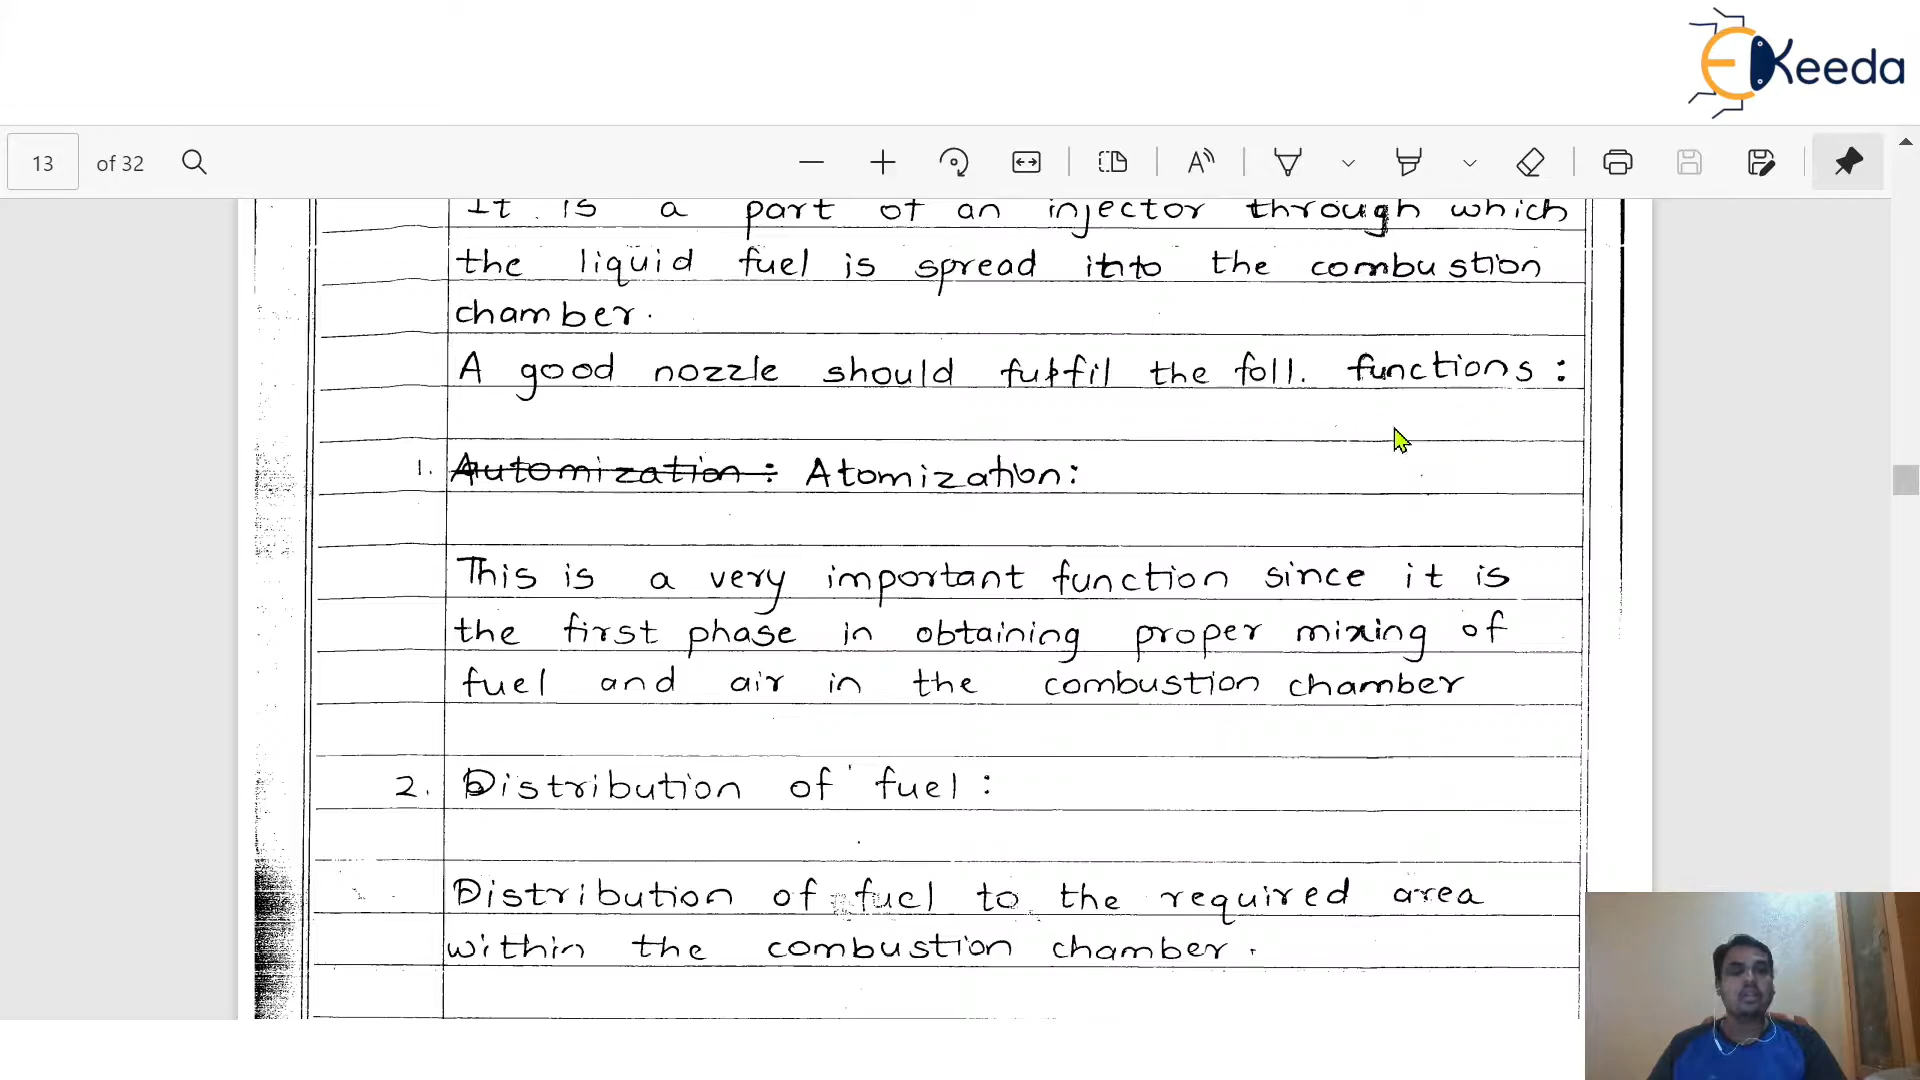 EKeeda
13 of 32
It is a part of an injector through which
the liquid fuel is spread into the combustion
chamber.
A good nozzle should fulfil the foll. functions:
1. Automization: Atomization:
This is a very important function since it is
the first phase in obtaining proper mixing of
fuel and air in the combustion chamber
2. Distribution of fuel:
Distribution of fuel to the required area
within the combustion chamber.